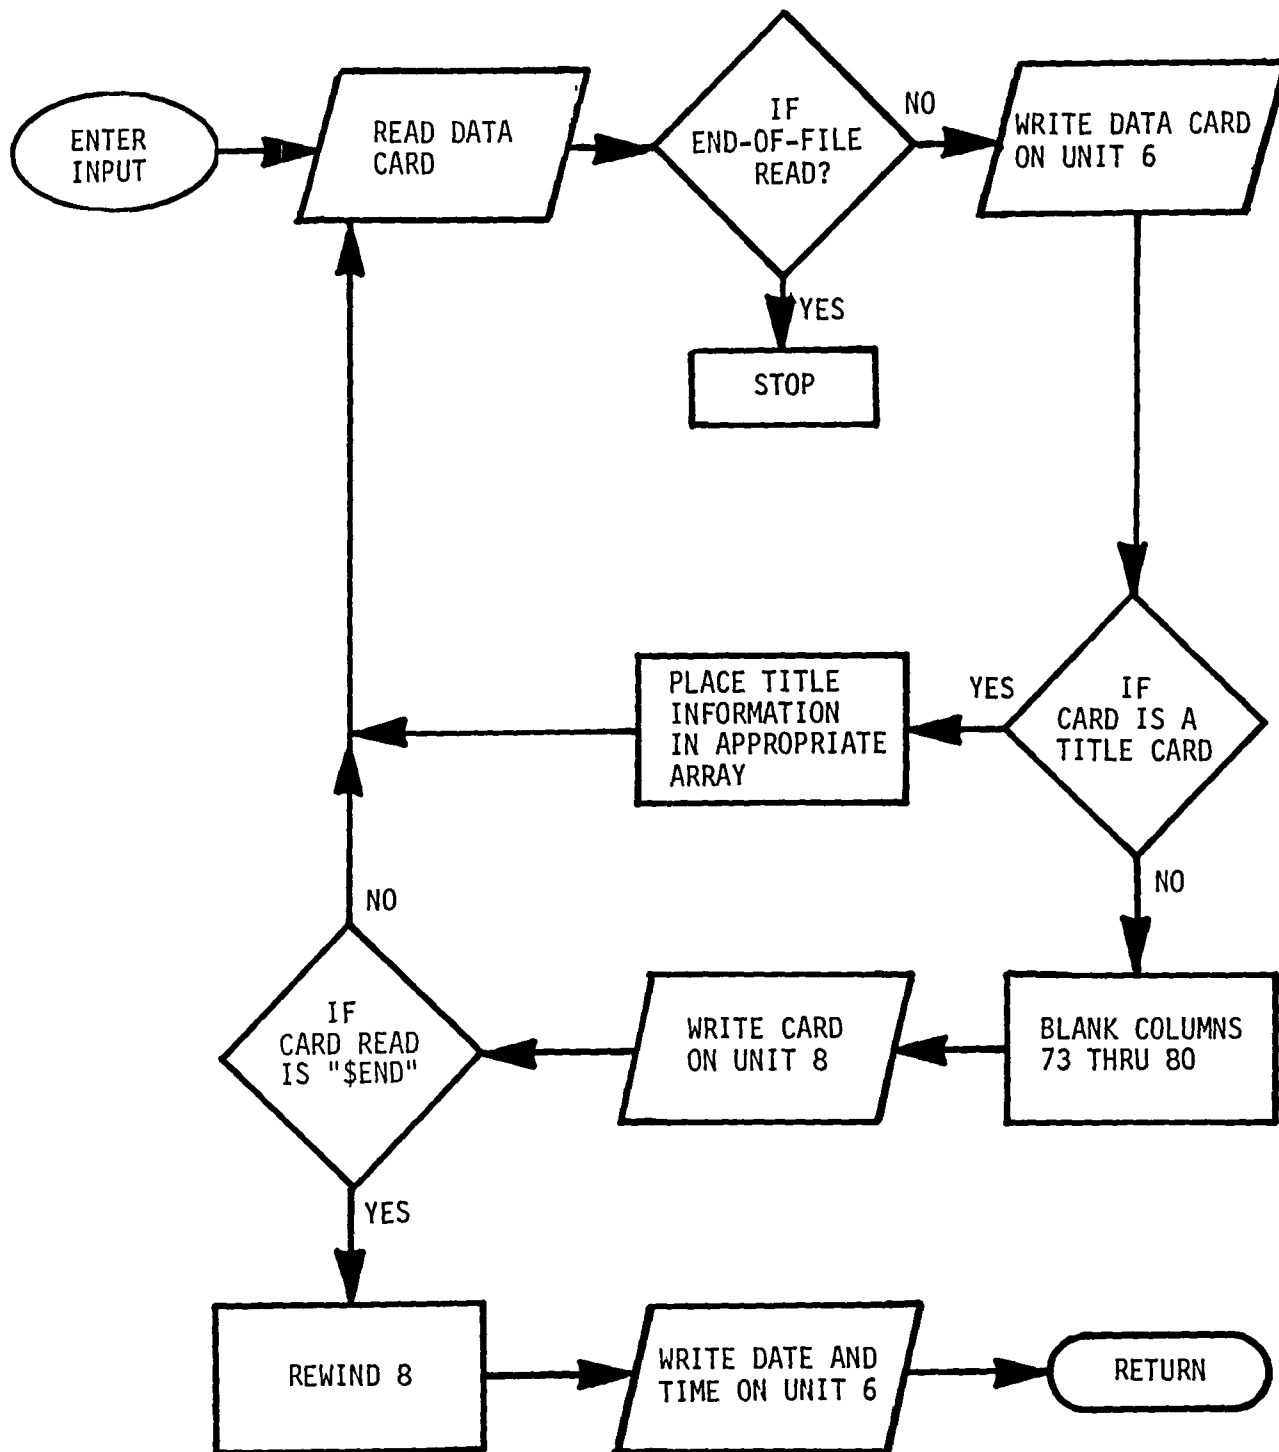 ENTER
INPUT
READ DATA
CARD
IF
END-OF-FILE
READ?
NO
WRITE DATA CARD
ON UNIT 6
YES
STOP
IF
CARD IS A
TITLE CARD
YES
PLACE TITLE
INFORMATION
IN APPROPRIATE
ARRAY
NO
BLANK COLUMNS
73 THRU 80
WRITE CARD
ON UNIT 8
IF
CARD READ
IS "$END"
NO
YES
REWIND 8
WRITE DATE AND
TIME ON UNIT 6
RETURN